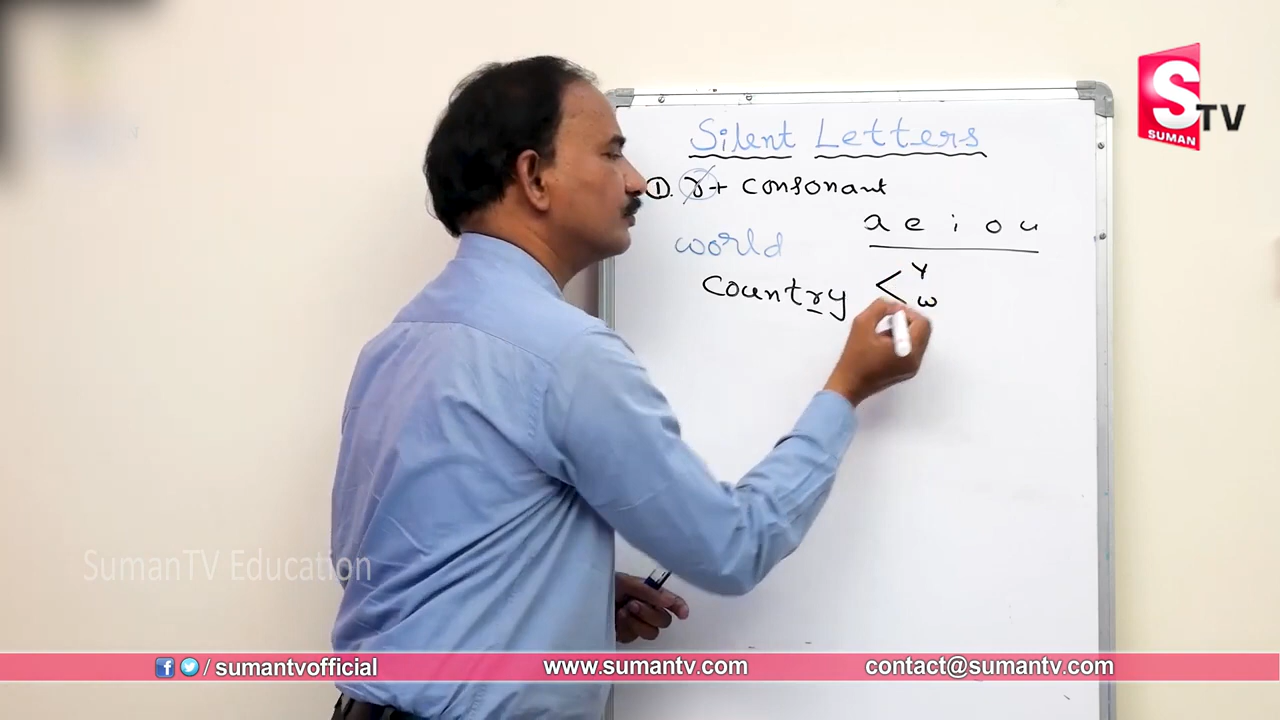 Silent Letters
①. r + consonant
a e i o u
world
country < y
w
S TV
SUMAN
SumanTV Education
f / sumantvofficial
www.sumantv.com
contact@sumantv.com